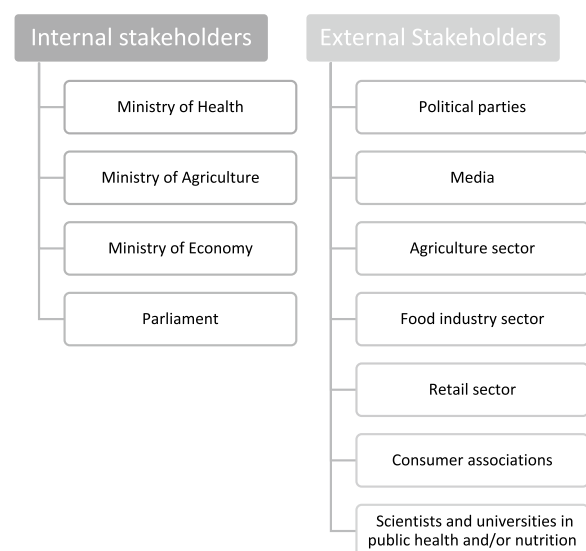 Internal stakeholders
Ministry of Health
Ministry of Agriculture
Ministry of Economy
Parliament
External Stakeholders
Political parties
Media
Agriculture sector
Food industry sector
Retail sector
Consumer associations
Scientists and universities in
public health and/or nutrition